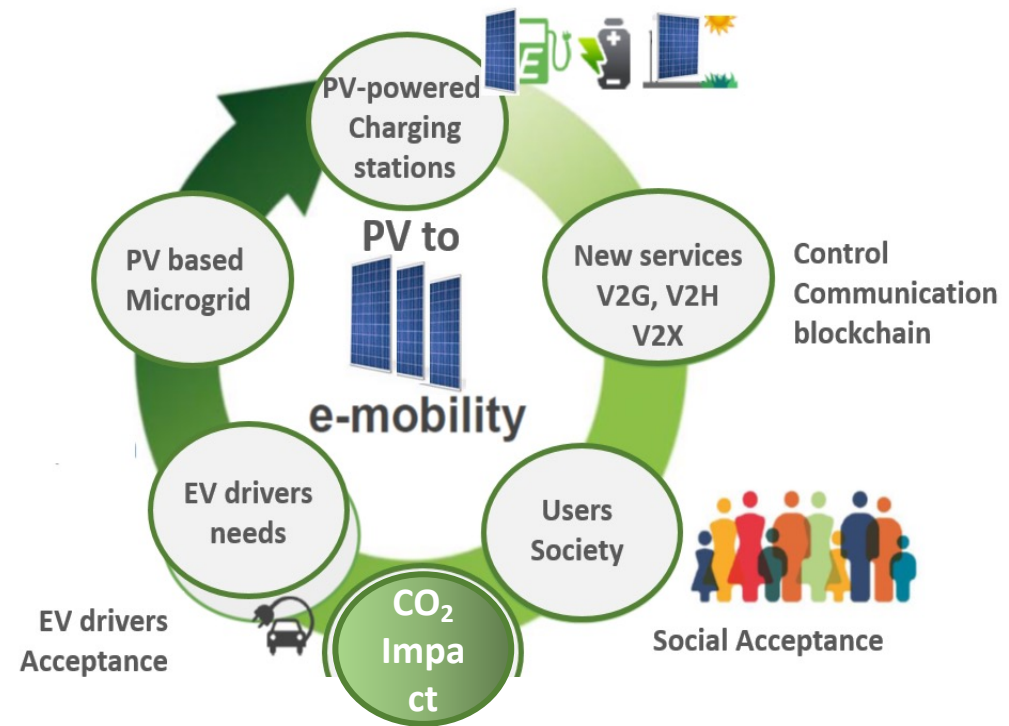 PV-powered
Charging
stations
E
PV based
Microgrid
PV to
e-mobility
New services
V2G, V2H
V2X
Control
Communication
blockchain
EV drivers
needs
Users
Society
EV drivers
Acceptance
CO₂
Impa
ct
Social Acceptance